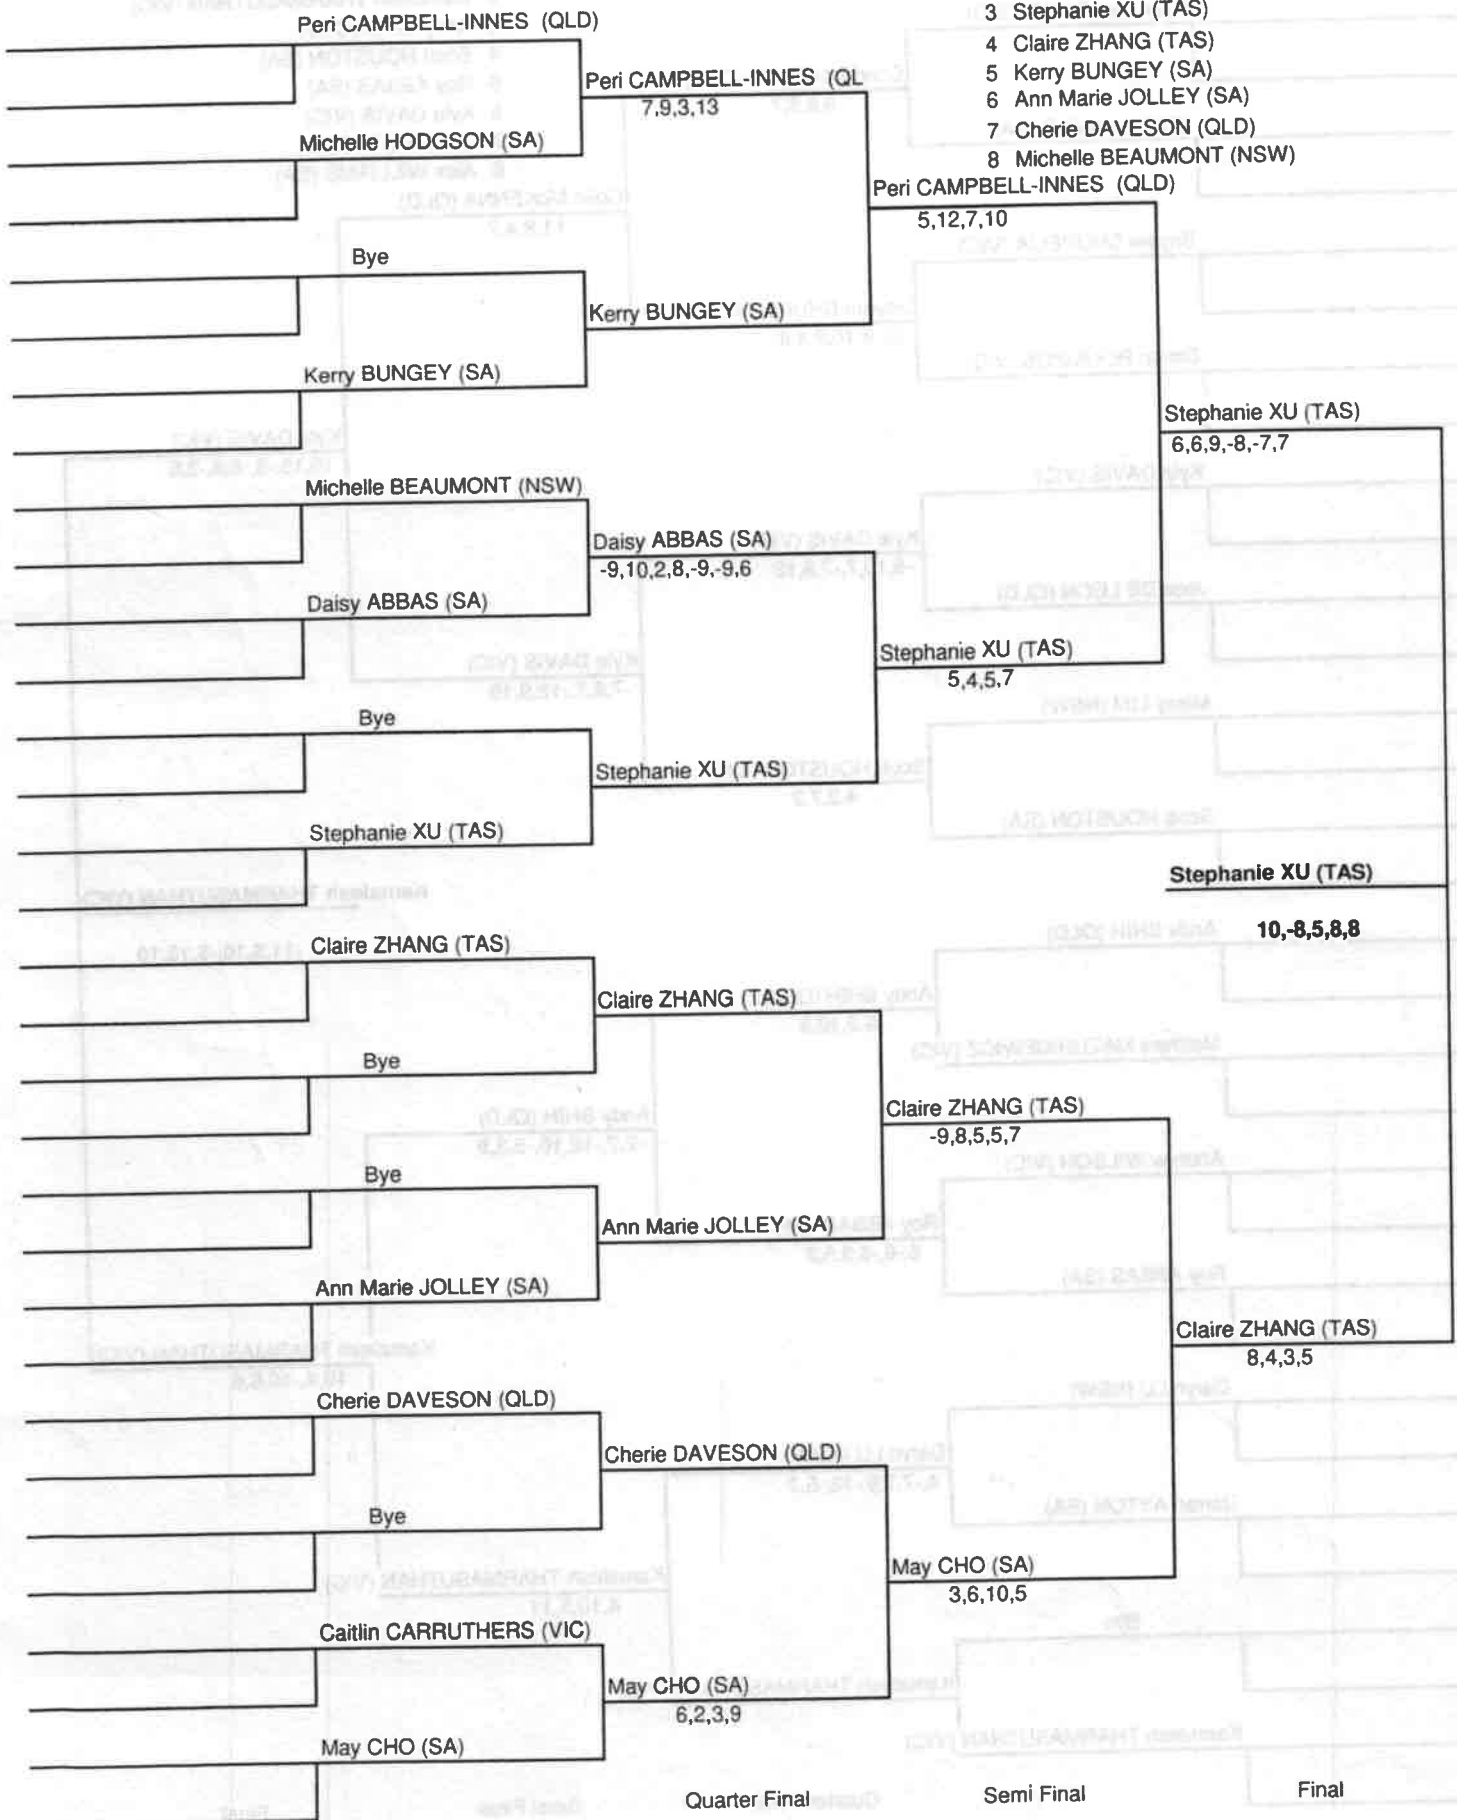 3 Stephanie XU (TAS)
4 Claire ZHANG (TAS)
5 Kerry BUNGEY (SA)
6 Ann Marie JOLLEY (SA)
7 Cherie DAVESON (QLD)
8 Michelle BEAUMONT (NSW)
Peri CAMPBELL-INNES (QLD)
Peri CAMPBELL-INNES (QL
7,9,3,13
Michelle HODGSON (SA)
Peri CAMPBELL-INNES (QLD)
5,12,7,10
Bye
Kerry BUNGEY (SA)
Kerry BUNGEY (SA)
Stephanie XU (TAS)
6,6,9,-8,-7,7
Michelle BEAUMONT (NSW)
Daisy ABBAS (SA)
-9,10,2,8,-9,-9,6
Daisy ABBAS (SA)
Stephanie XU (TAS)
5,4,5,7
Bye
Stephanie XU (TAS)
Stephanie XU (TAS)
Stephanie XU (TAS)
10,-8,5,8,8
Claire ZHANG (TAS)
Claire ZHANG (TAS)
Bye
Claire ZHANG (TAS)
-9,8,5,5,7
Bye
Ann Marie JOLLEY (SA)
Ann Marie JOLLEY (SA)
Claire ZHANG (TAS)
8,4,3,5
Cherie DAVESON (QLD)
Cherie DAVESON (QLD)
Bye
May CHO (SA)
3,6,10,5
Caitlin CARRUTHERS (VIC)
May CHO (SA)
6,2,3,9
May CHO (SA)
Quarter Final
Semi Final
Final